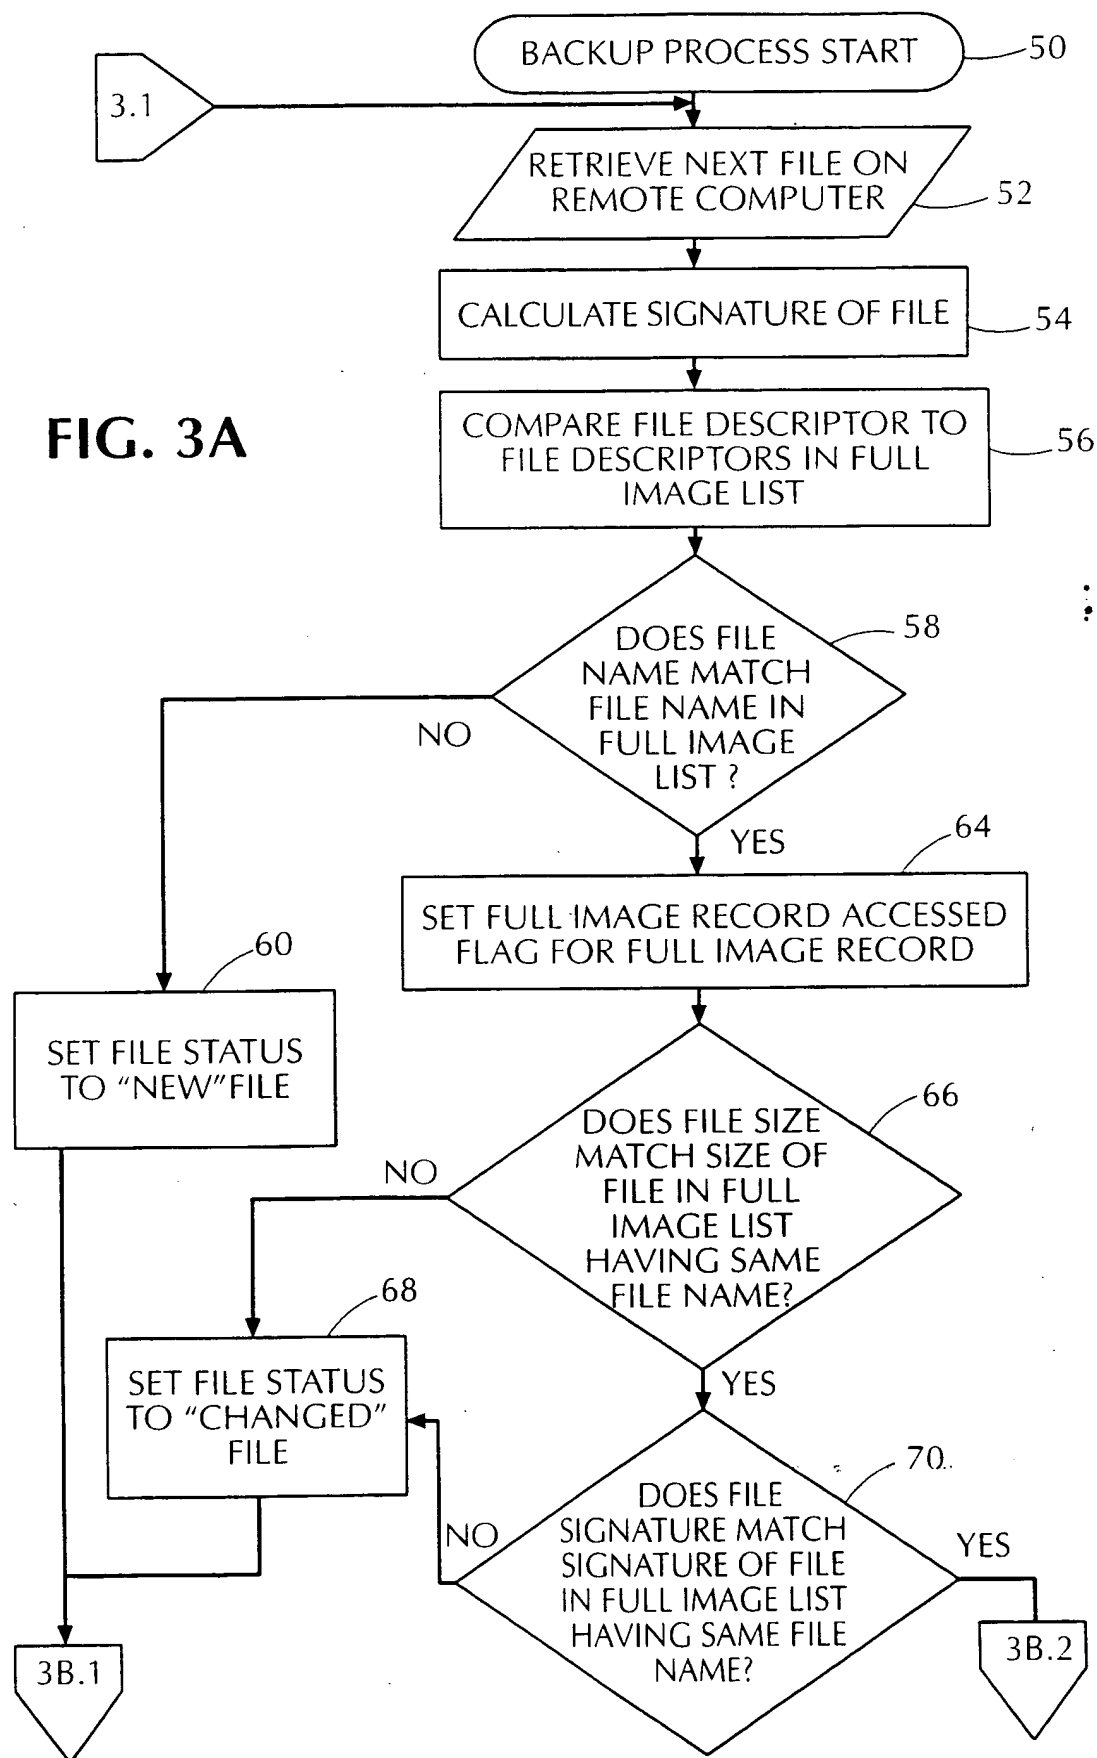 BACKUP PROCESS START
50
3.1
RETRIEVE NEXT FILE ON
REMOTE COMPUTER
52
CALCULATE SIGNATURE OF FILE
54
FIG. 3A
COMPARE FILE DESCRIPTOR TO
FILE DESCRIPTORS IN FULL
IMAGE LIST
56
DOES FILE
NAME MATCH
FILE NAME IN
FULL IMAGE
LIST ?
58
NO
YES
64
SET FULL IMAGE RECORD ACCESSED
FLAG FOR FULL IMAGE RECORD
60
SET FILE STATUS
TO “NEW”FILE
DOES FILE SIZE
MATCH SIZE OF
FILE IN FULL
IMAGE LIST
HAVING SAME
FILE NAME?
66
NO
YES
68
SET FILE STATUS
TO “CHANGED”
FILE
70
DOES FILE
SIGNATURE MATCH
SIGNATURE OF FILE
IN FULL IMAGE LIST
HAVING SAME FILE
NAME?
NO
YES
3B.1
3B.2